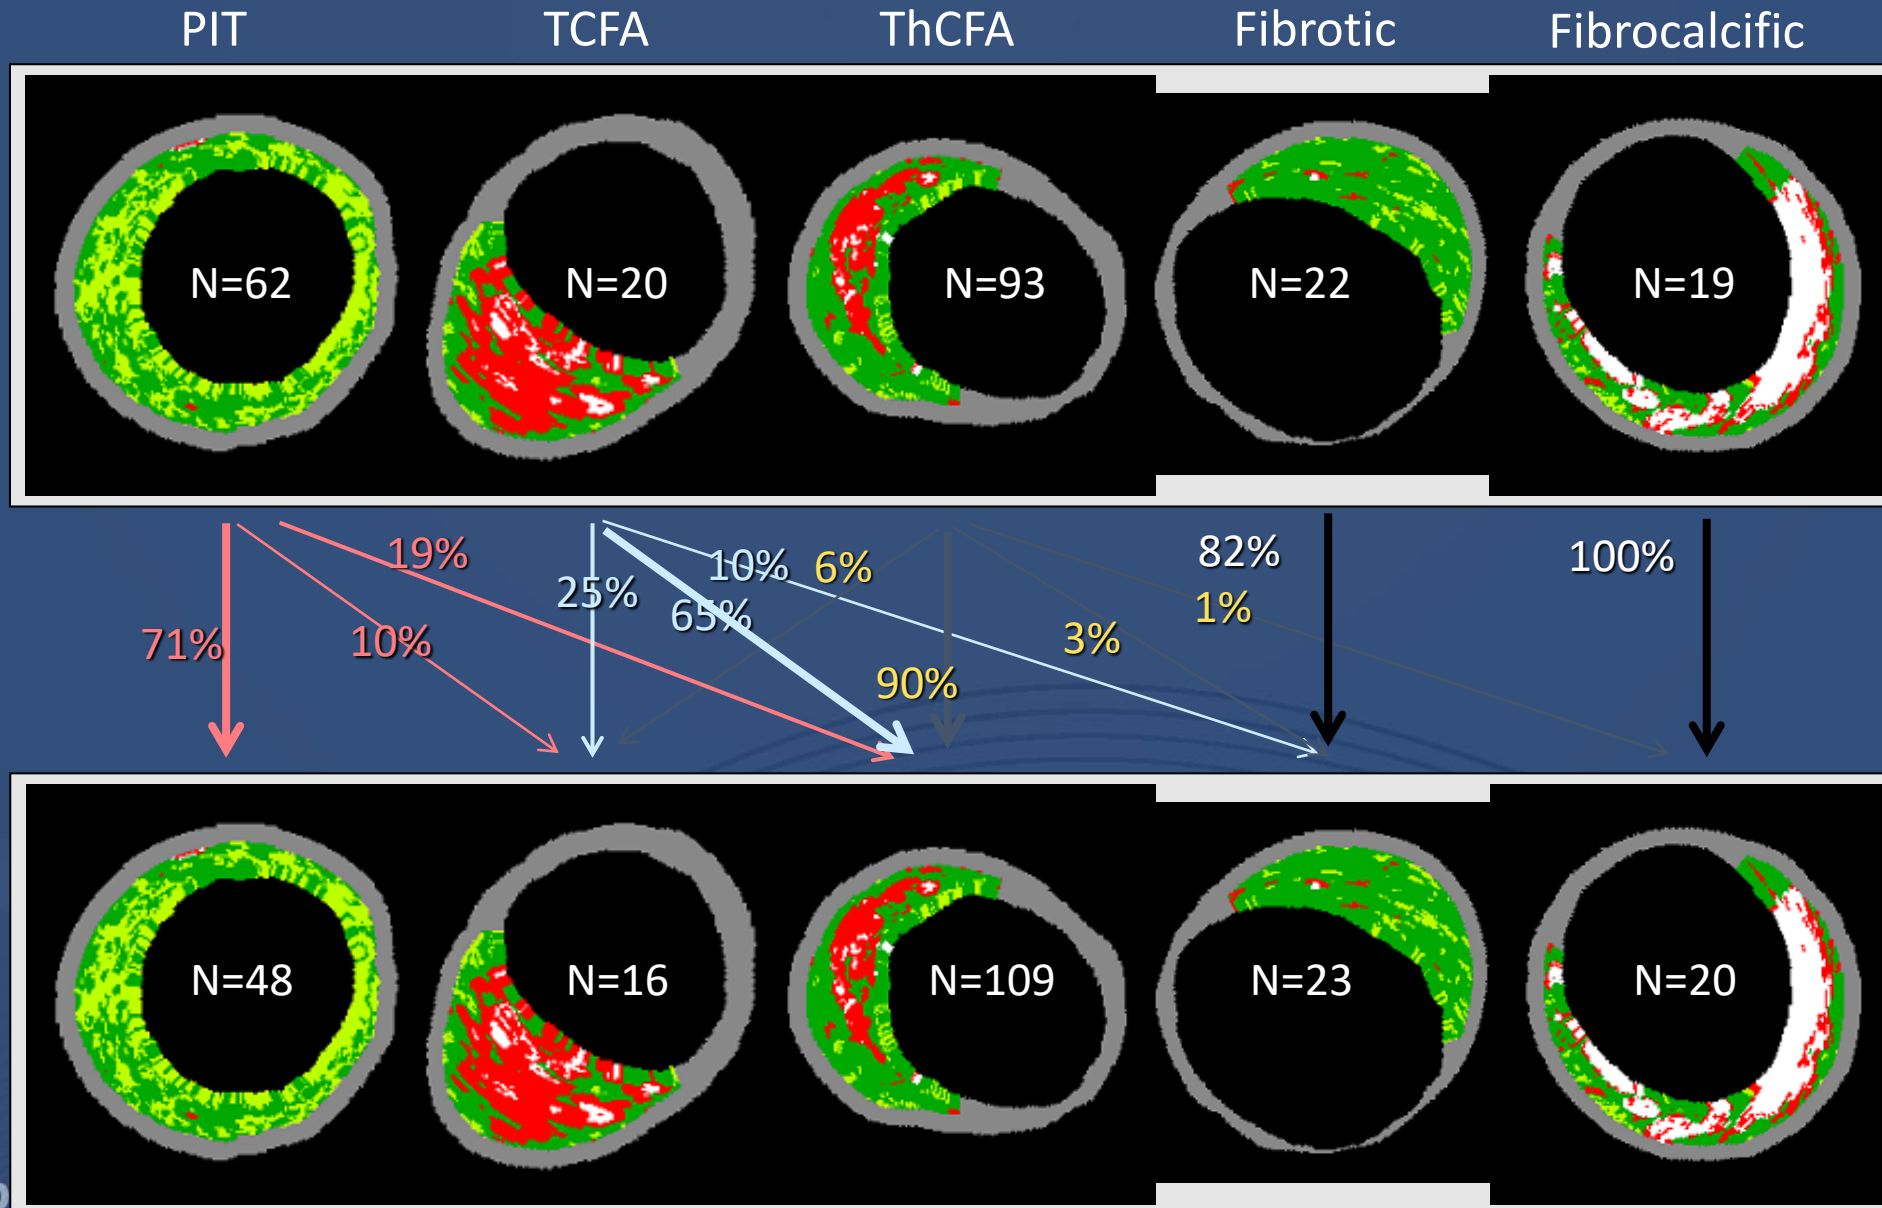 PIT TCFA ThCFA Fibrotic Fibrocalcific
N=62 N=20 N=93 N=22 N=19
19% 10% 6% 82% 100%
25% 65% 1%
71% 10% 3%
90%
N=48 N=16 N=109 N=23 N=20